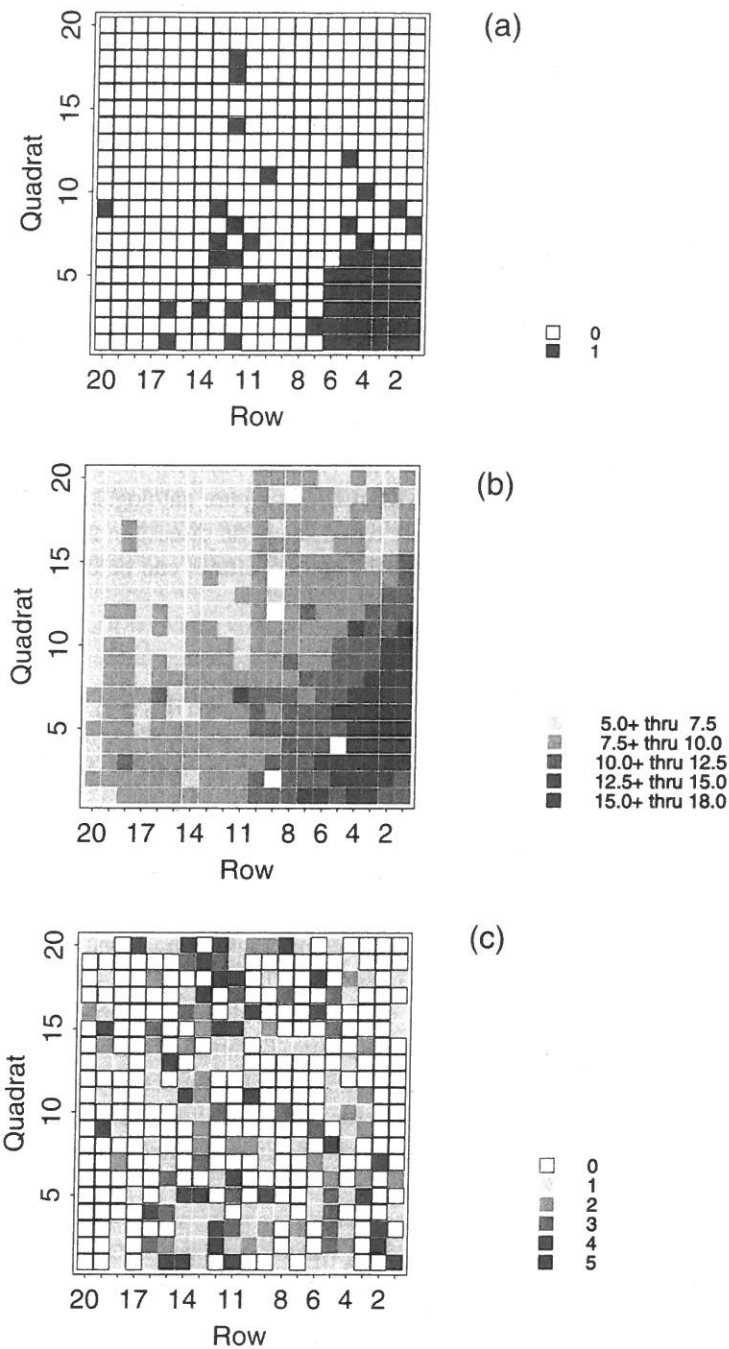 (a)
20
15
10
5
Quadrat
20 17 14 11 8 6 4 2
Row
0
1
(b)
20
15
10
5
Quadrat
20 17 14 11 8 6 4 2
Row
5.0+ thru 7.5
7.5+ thru 10.0
10.0+ thru 12.5
12.5+ thru 15.0
15.0+ thru 18.0
(c)
20
15
10
5
Quadrat
20 17 14 11 8 6 4 2
Row
0
1
2
3
4
5